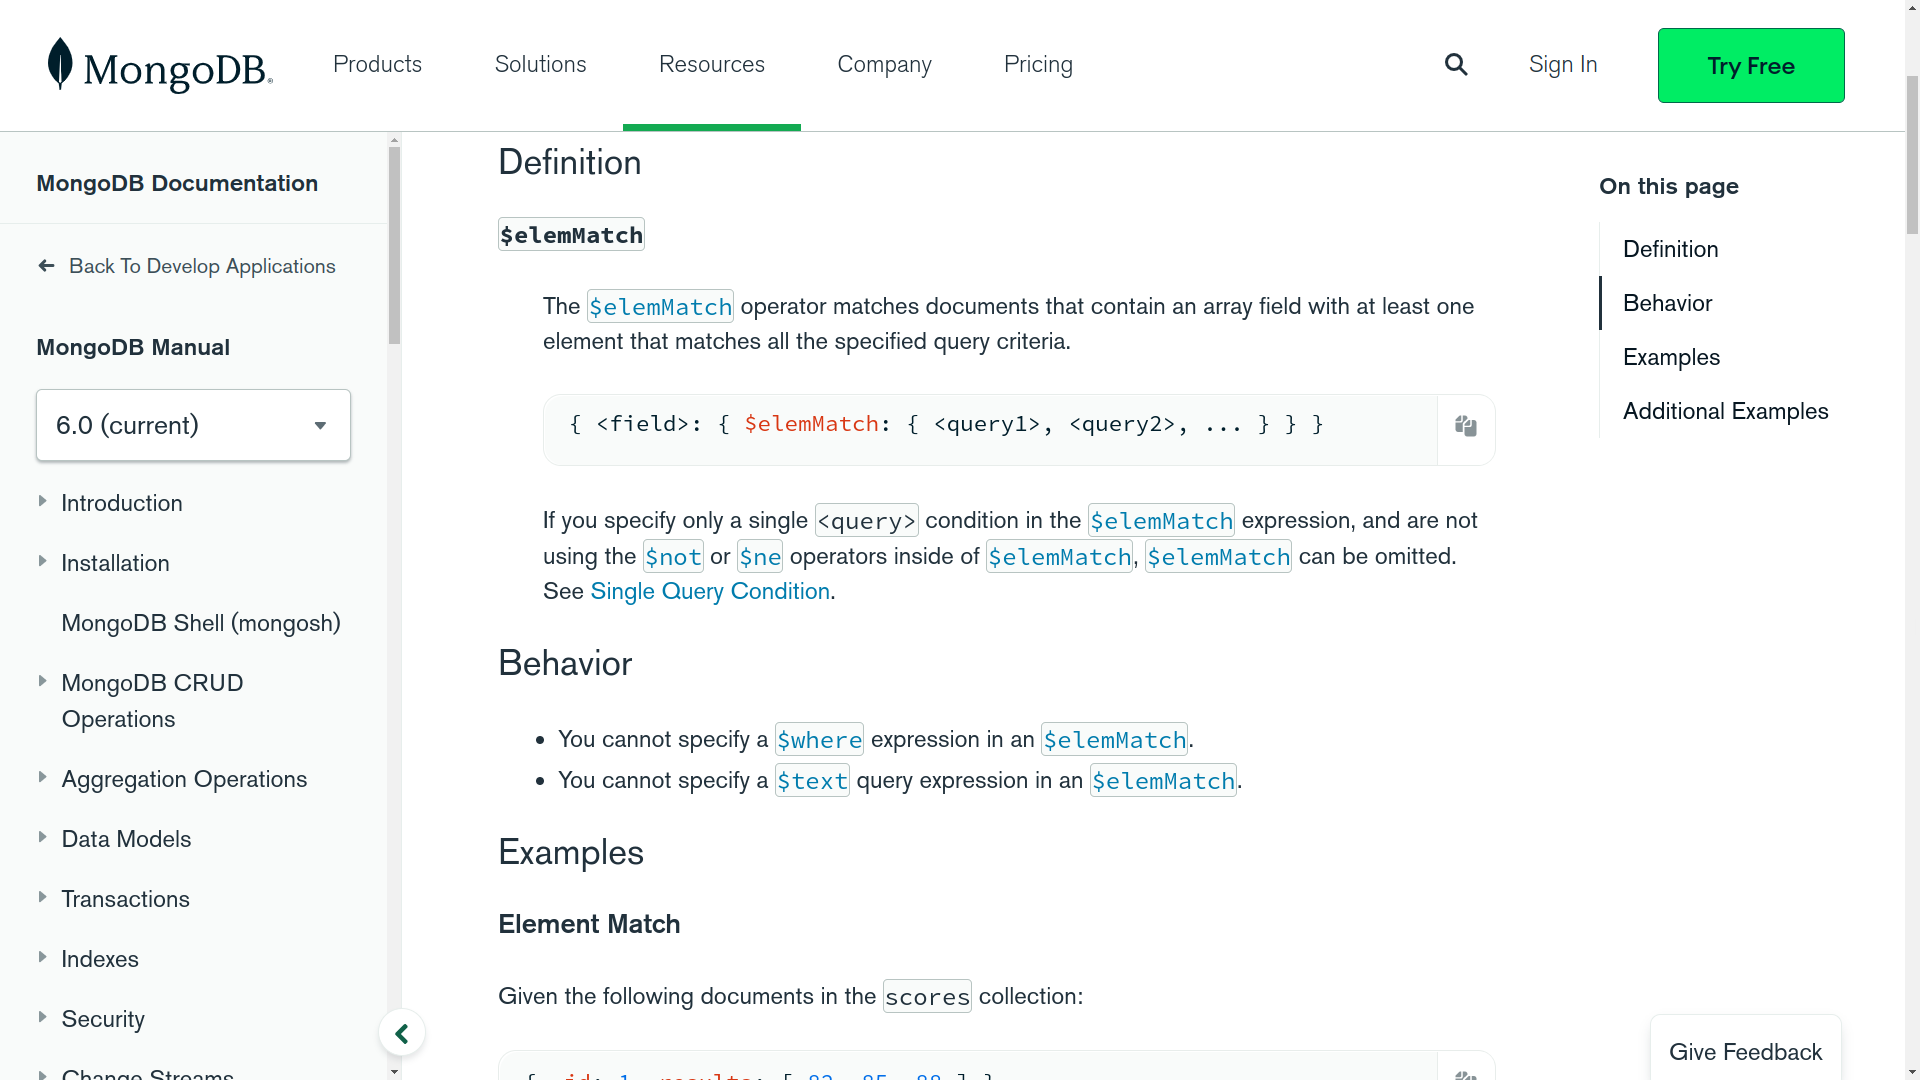 MongoDB®
Products
Solutions
Resources
Company
Pricing
Sign In
Try Free
MongoDB Documentation
Back To Develop Applications
MongoDB Manual
6.0 (current)
Introduction
Installation
MongoDB Shell (mongosh)
MongoDB CRUD
Operations
Aggregation Operations
Data Models
Transactions
Indexes
Security
Change Streams
Definition
$elemMatch
The $elemMatch operator matches documents that contain an array field with at least one
element that matches all the specified query criteria.
{ <field>: { $elemMatch: { <query1>, <query2>, ... } } }
If you specify only a single <query> condition in the $elemMatch expression, and are not
using the $not or $ne operators inside of $elemMatch, $elemMatch can be omitted.
See Single Query Condition.
Behavior
• You cannot specify a $where expression in an $elemMatch.
• You cannot specify a $text query expression in an $elemMatch.
Examples
Element Match
Given the following documents in the scores collection:
{ _id: 1, results: [ 82, 85, 88 ] }
On this page
Definition
Behavior
Examples
Additional Examples
Give Feedback